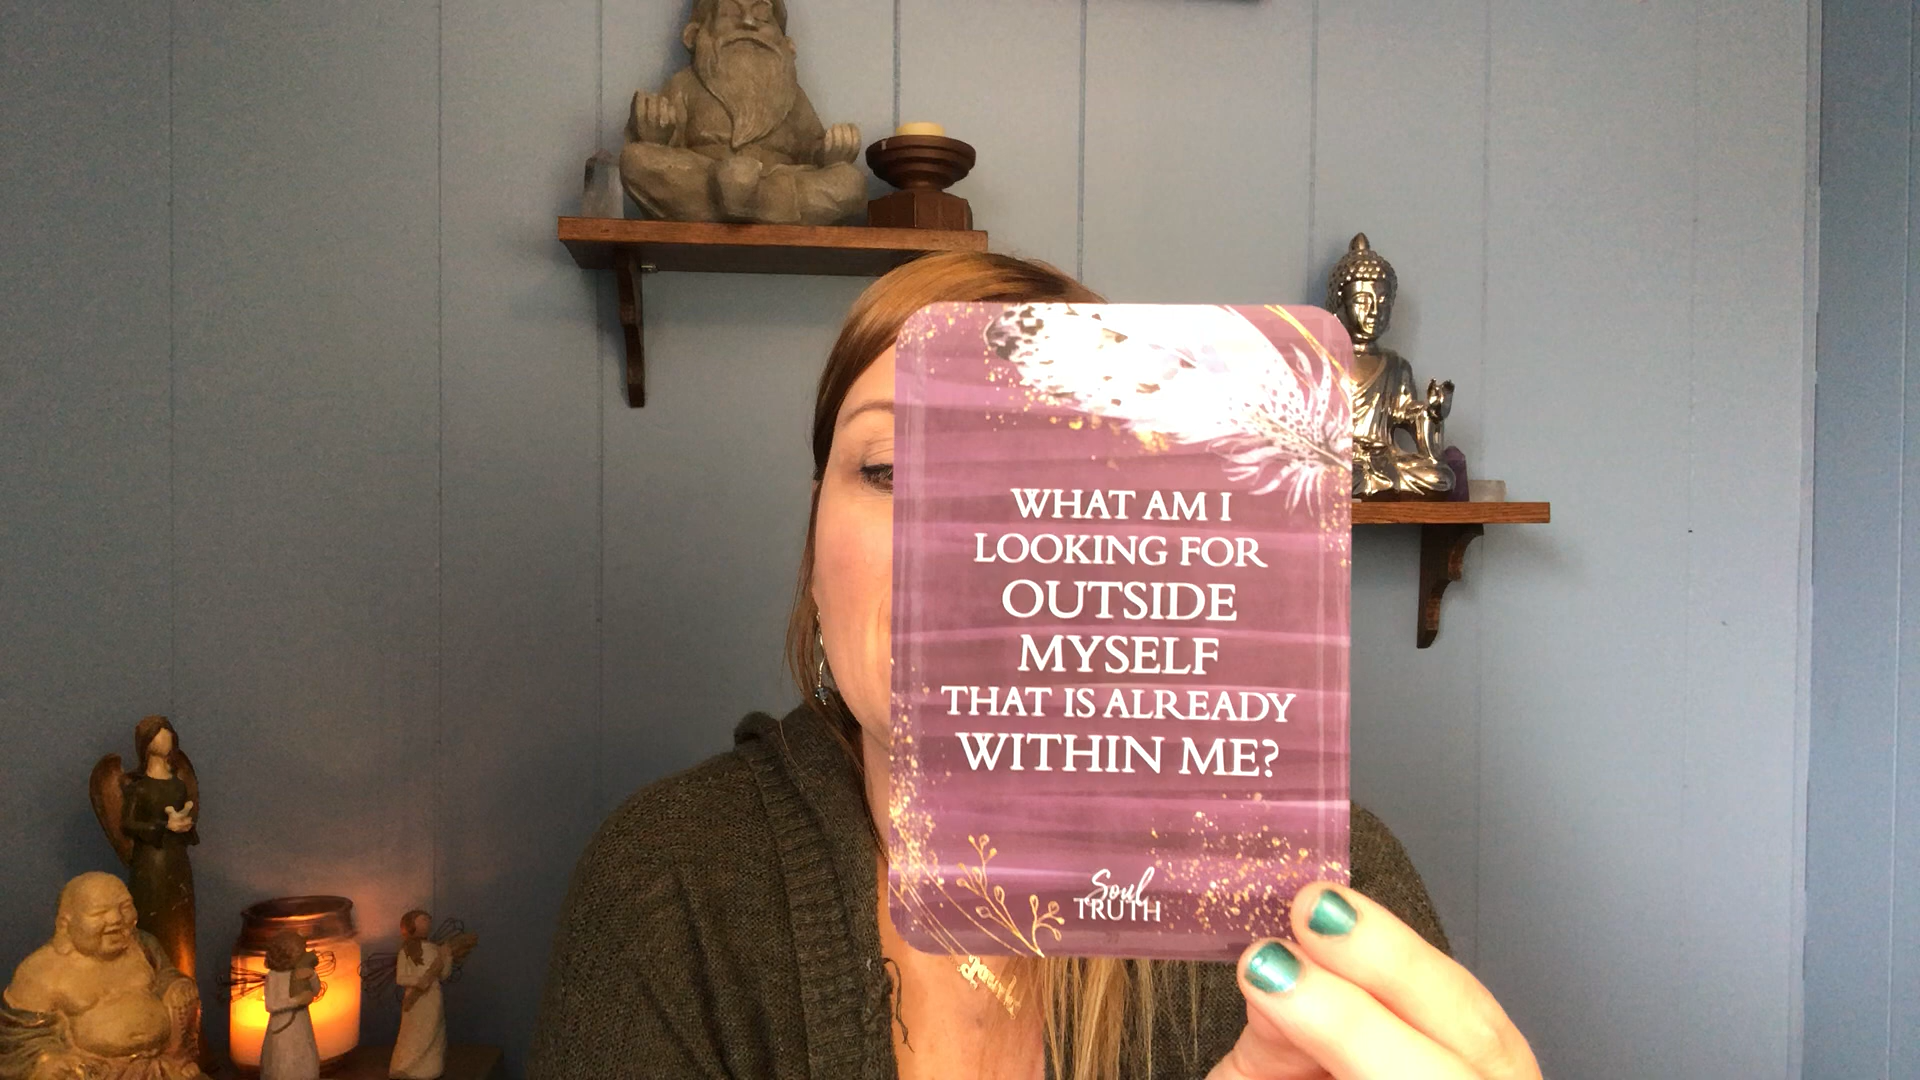 WHAT AM I
LOOKING FOR
OUTSIDE
MYSELF
THAT IS ALREADY
WITHIN ME?
Soul
TRUTH